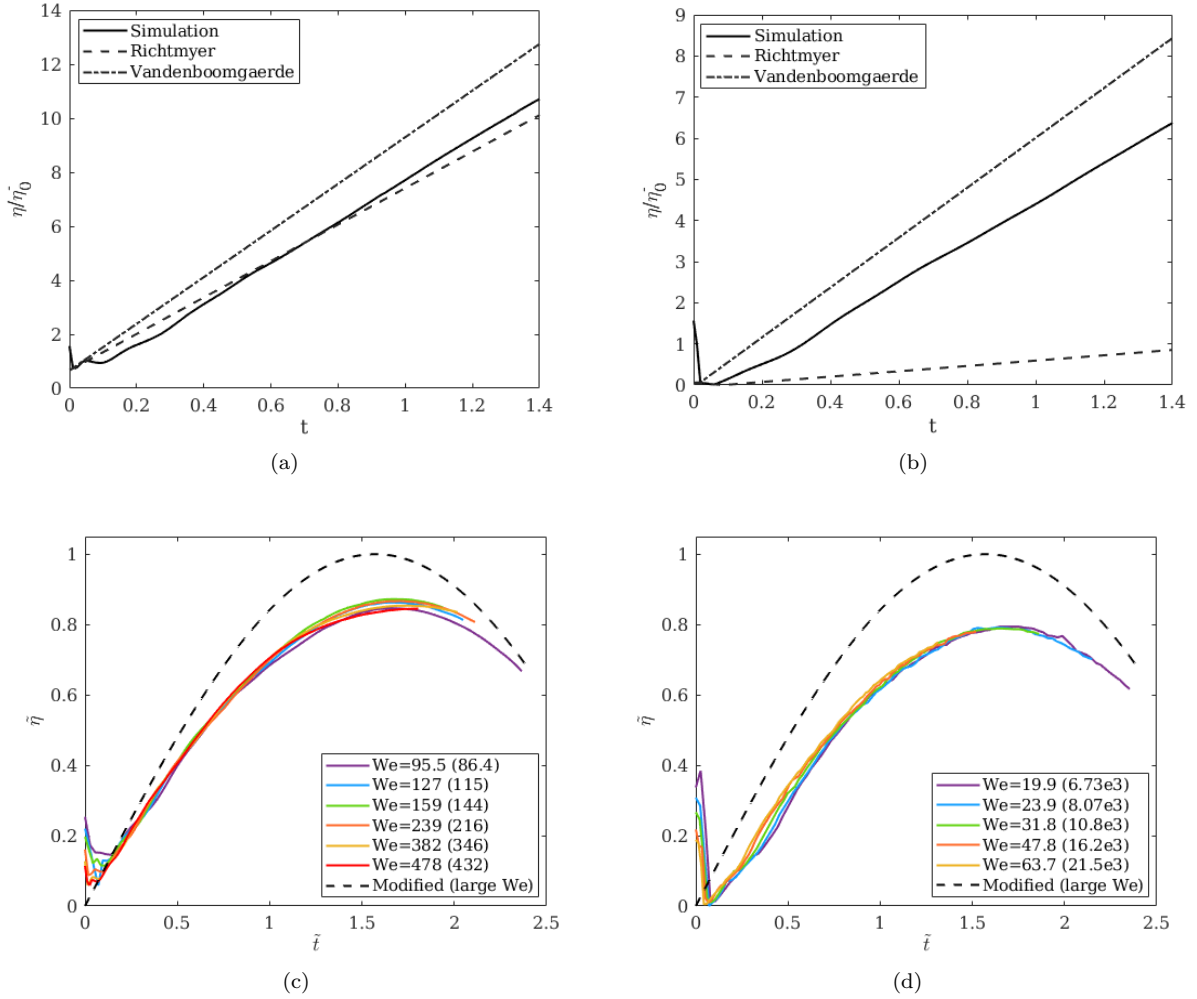 14
12
10
8
6
4
2
0
η/η₀⁻
Simulation
Richtmyer
Vandenboomgaerde
0 0.2 0.4 0.6 0.8 1 1.2 1.4
t
(a)
9
8
7
6
5
4
3
2
1
0
η/η₀⁻
Simulation
Richtmyer
Vandenboomgaerde
0 0.2 0.4 0.6 0.8 1 1.2 1.4
t
(b)
1
0.8
0.6
0.4
0.2
0
η̃
We=95.5 (86.4)
We=127 (115)
We=159 (144)
We=239 (216)
We=382 (346)
We=478 (432)
Modified (large We)
0 0.5 1 1.5 2 2.5
t̃
(c)
1
0.8
0.6
0.4
0.2
0
η̃
We=19.9 (6.73e3)
We=23.9 (8.07e3)
We=31.8 (10.8e3)
We=47.8 (16.2e3)
We=63.7 (21.5e3)
Modified (large We)
0 0.5 1 1.5 2 2.5
t̃
(d)